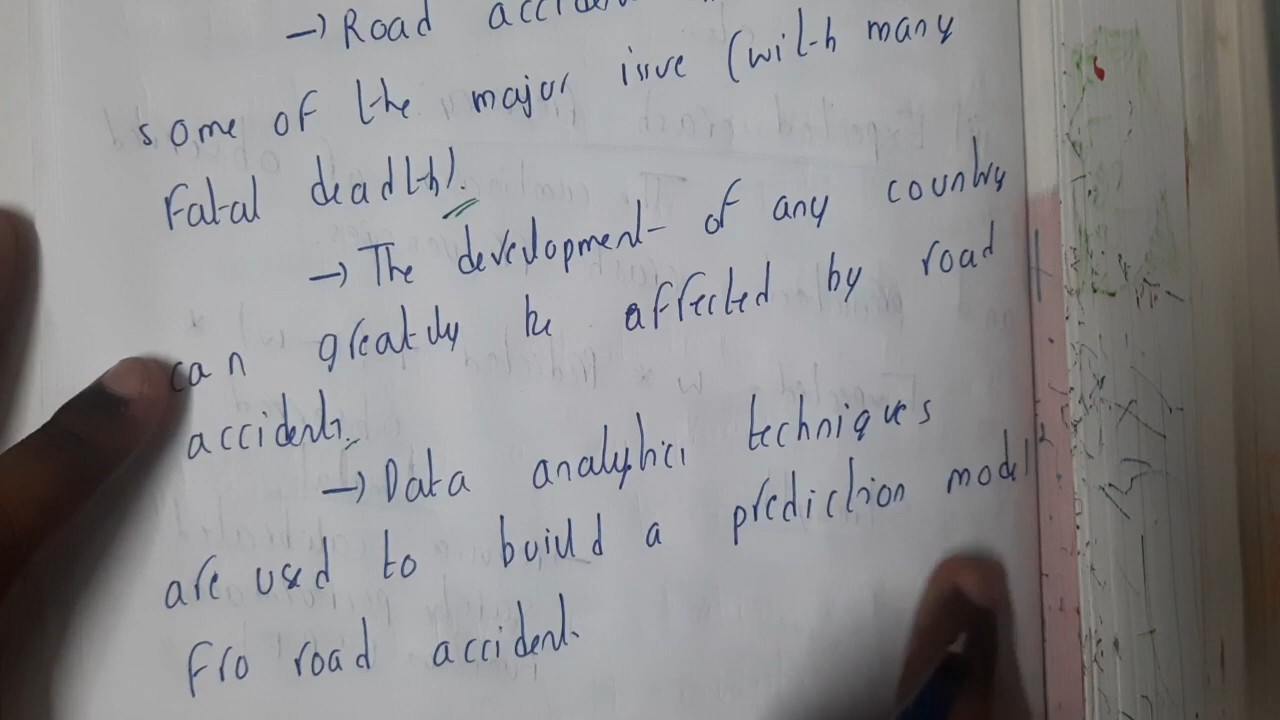 → Road
some of the major issue (with many
Fatal deadth).
→ The development of any country
can greatly be affected by road
accidents.
→ Data analytics techniques
are used to build a prediction model
fro road accident.